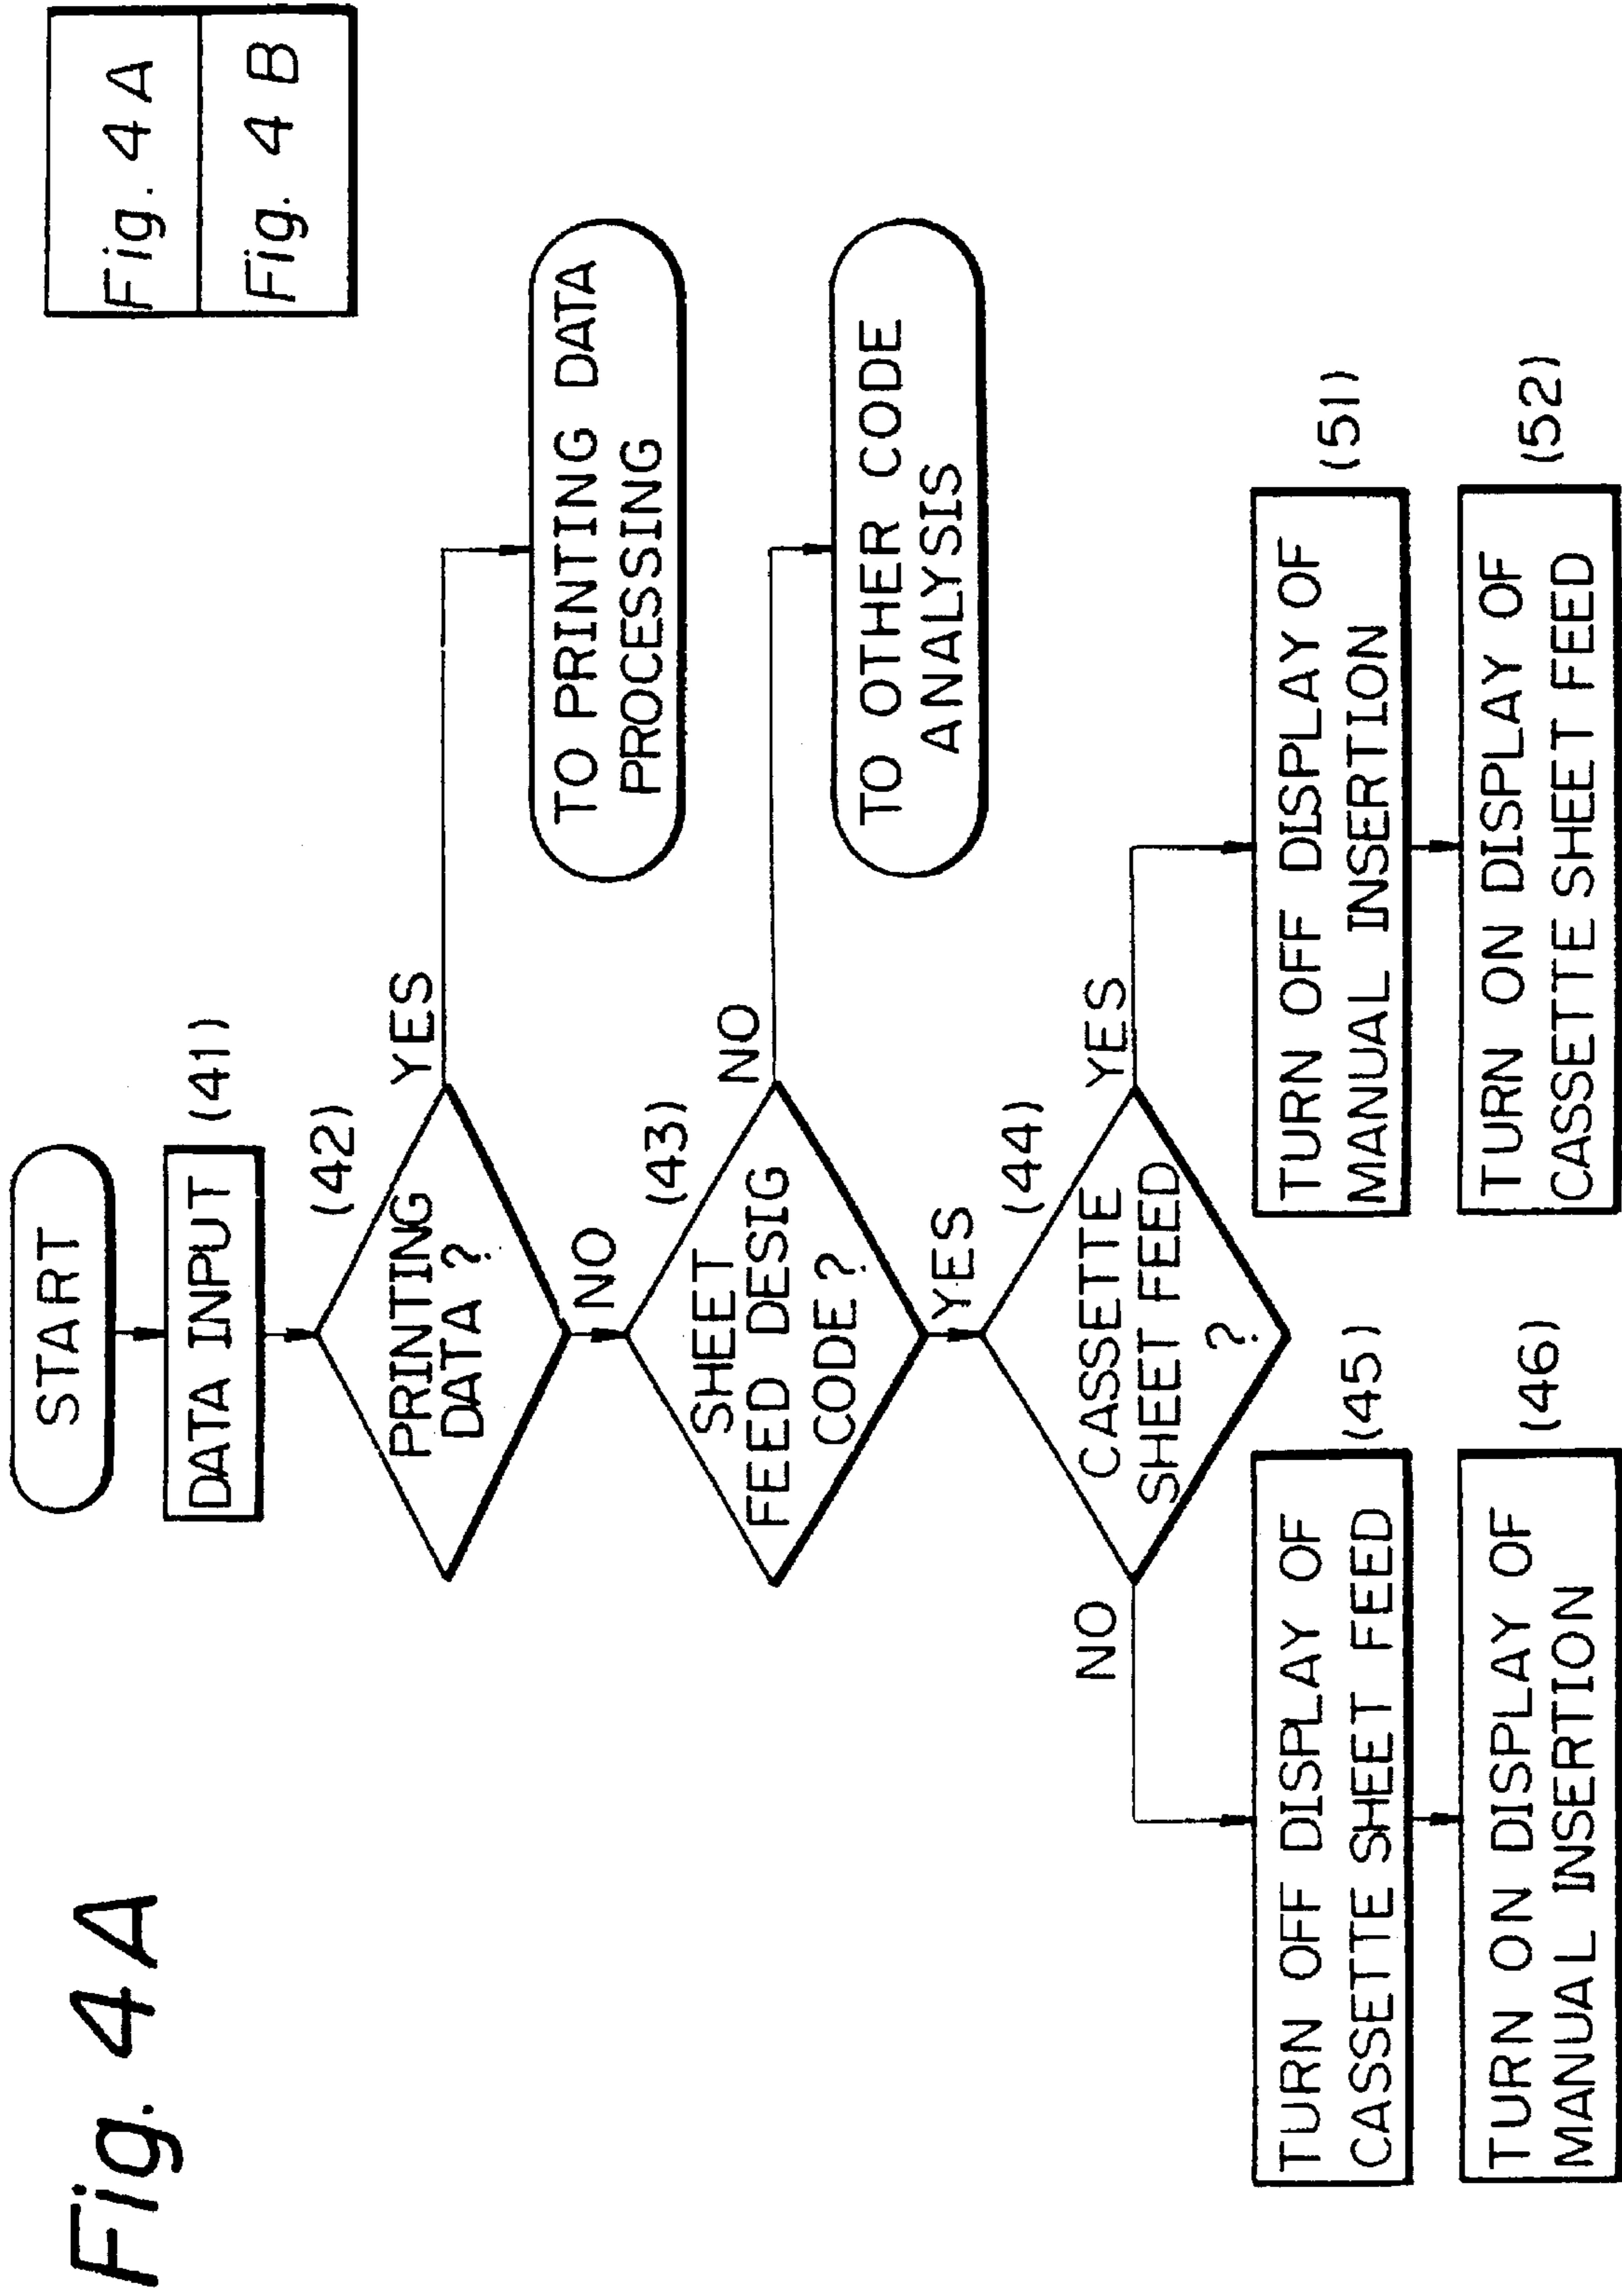 Fig. 4A
Fig. 4A
Fig. 4B
START
DATA INPUT
(41)
(42)
PRINTING
DATA?
YES
TO PRINTING DATA
PROCESSING
NO
(43)
SHEET
FEED DESIG
CODE?
NO
TO OTHER CODE
ANALYSIS
YES
(44)
CASSETTE
SHEET FEED
?
NO
YES
(45)
TURN OFF DISPLAY OF
CASSETTE SHEET FEED
(51)
TURN OFF DISPLAY OF
MANUAL INSERTION
(46)
TURN ON DISPLAY OF
MANUAL INSERTION
(52)
TURN ON DISPLAY OF
CASSETTE SHEET FEED